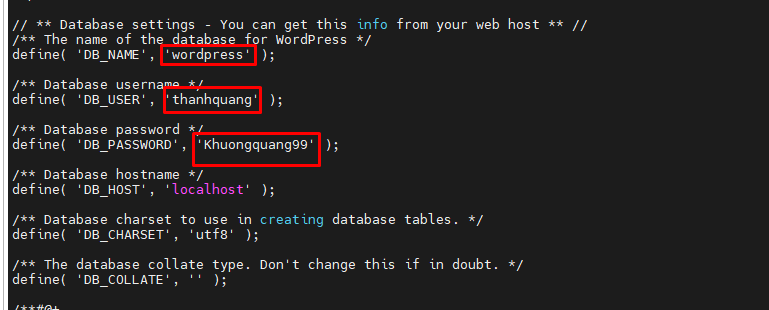 // ** Database settings - You can get this info from your web host ** //
/** The name of the database for WordPress */
define( 'DB_NAME', 'wordpress' );
/** Database username */
define( 'DB_USER', 'thanhquang' );
/** Database password */
define( 'DB_PASSWORD', 'Khuongquang99' );
/** Database hostname */
define( 'DB_HOST', 'localhost' );
/** Database charset to use in creating database tables. */
define( 'DB_CHARSET', 'utf8' );
/** The database collate type. Don't change this if in doubt. */
define( 'DB_COLLATE', '' );
/**#@+